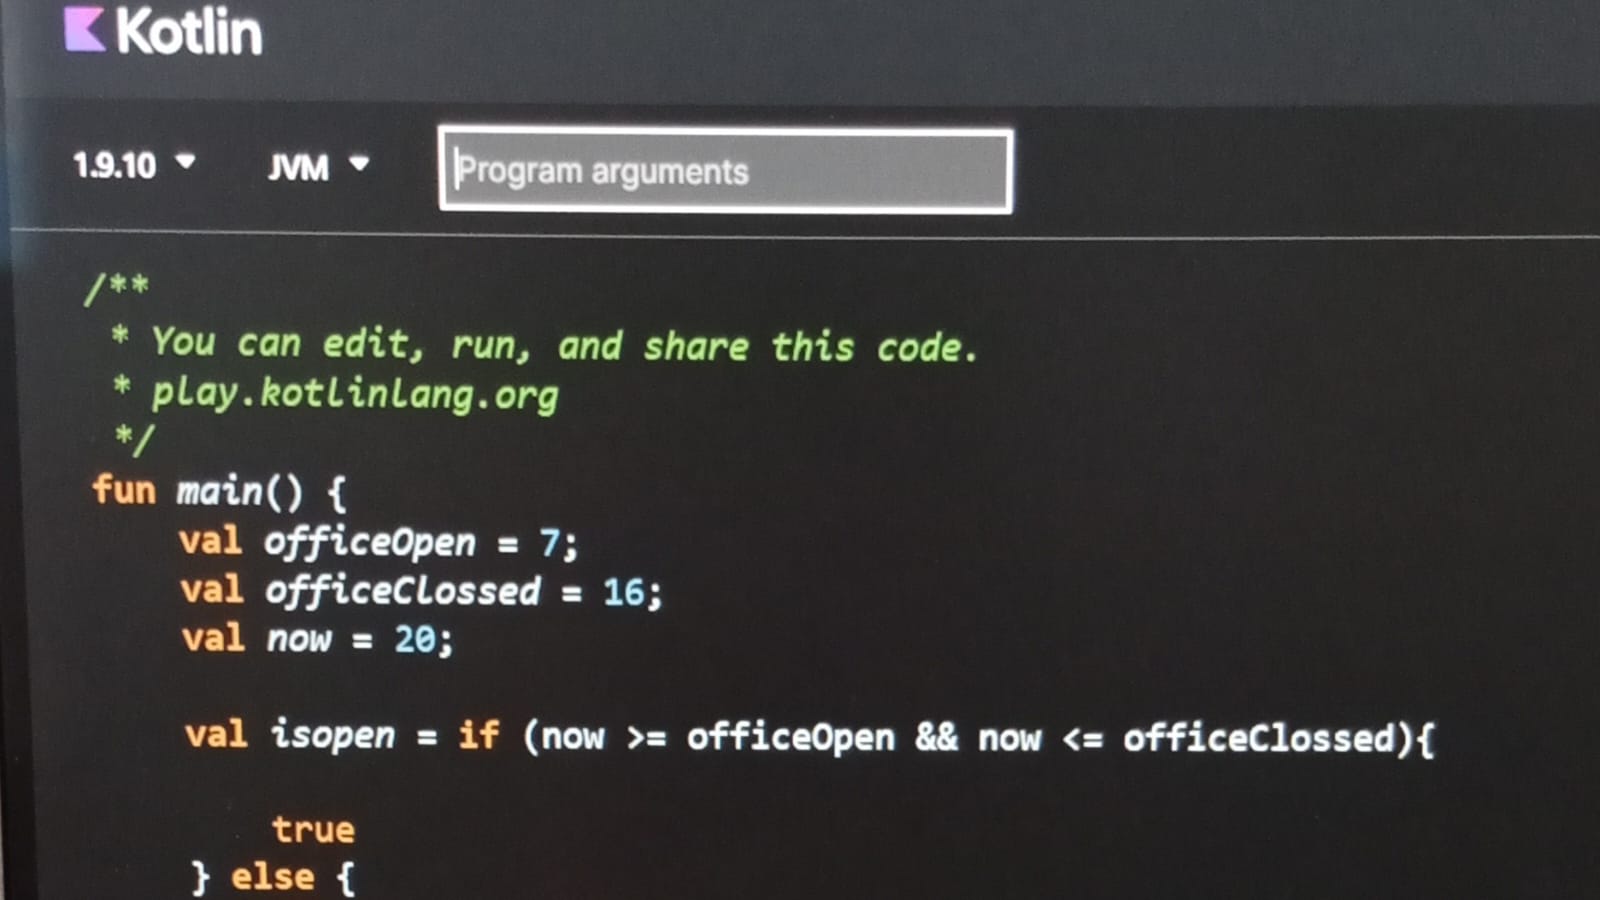 Kotlin
1.9.10 JVM Program arguments
/**
* You can edit, run, and share this code.
* play.kotlinlang.org
*/
fun main() {
val officeOpen = 7;
val officeClossed = 16;
val now = 20;
val isopen = if (now >= officeOpen && now <= officeClossed){
true
} else {